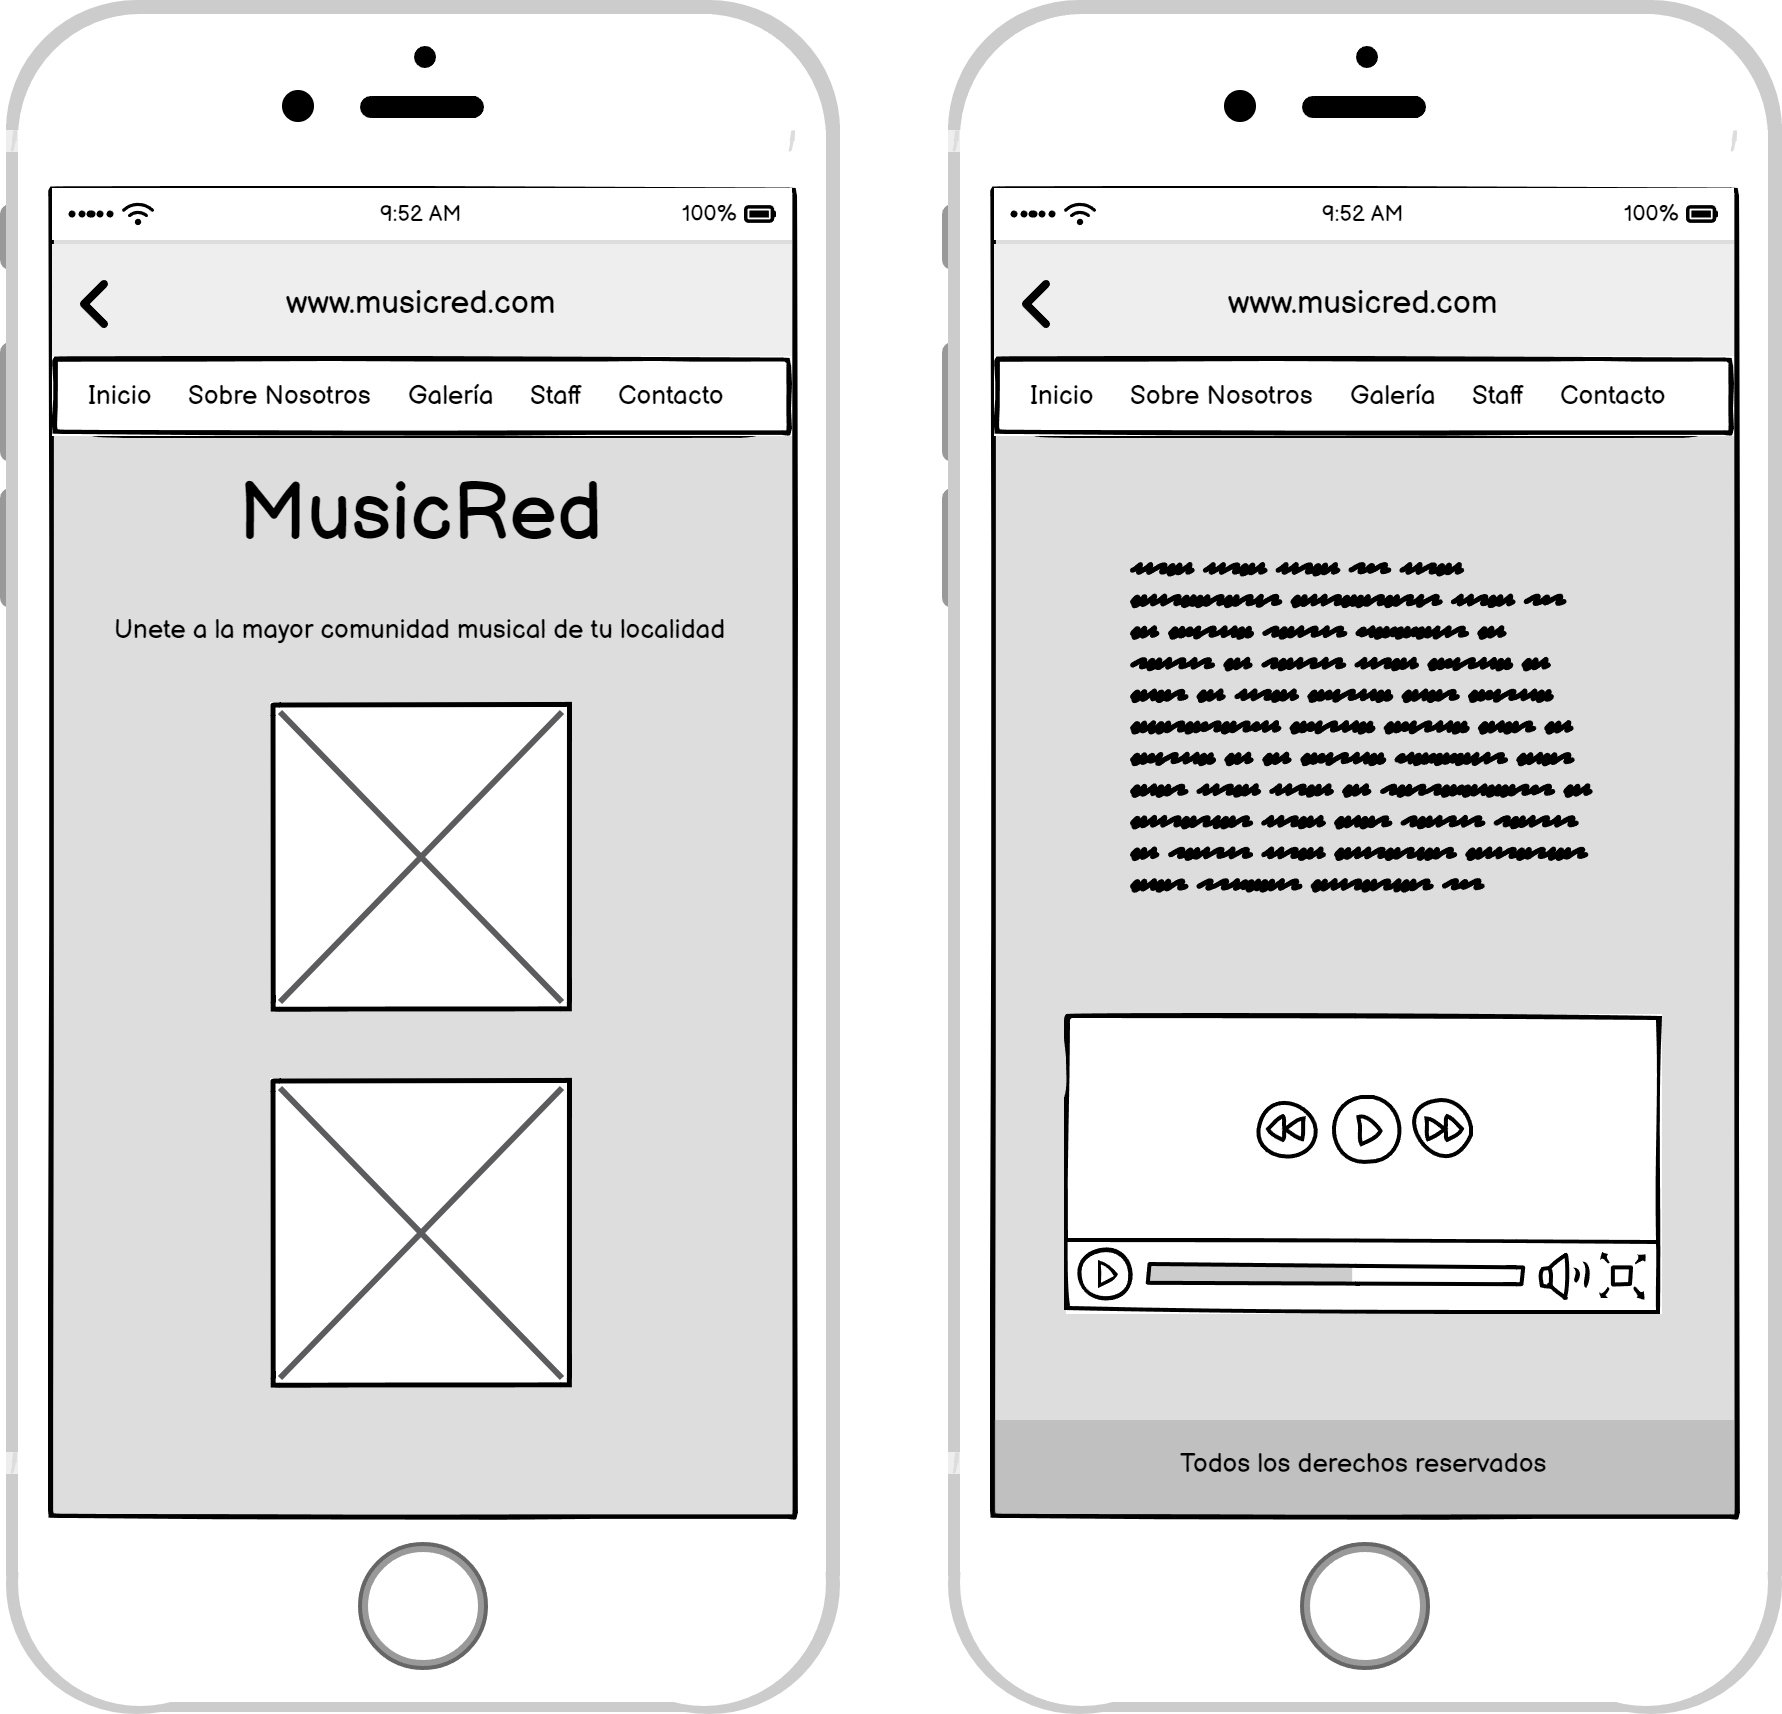 9:52 AM
100%
www.musicred.com
Inicio Sobre Nosotros Galería Staff Contacto
MusicRed
Unete a la mayor comunidad musical de tu localidad
9:52 AM
100%
www.musicred.com
Inicio Sobre Nosotros Galería Staff Contacto
Todos los derechos reservados